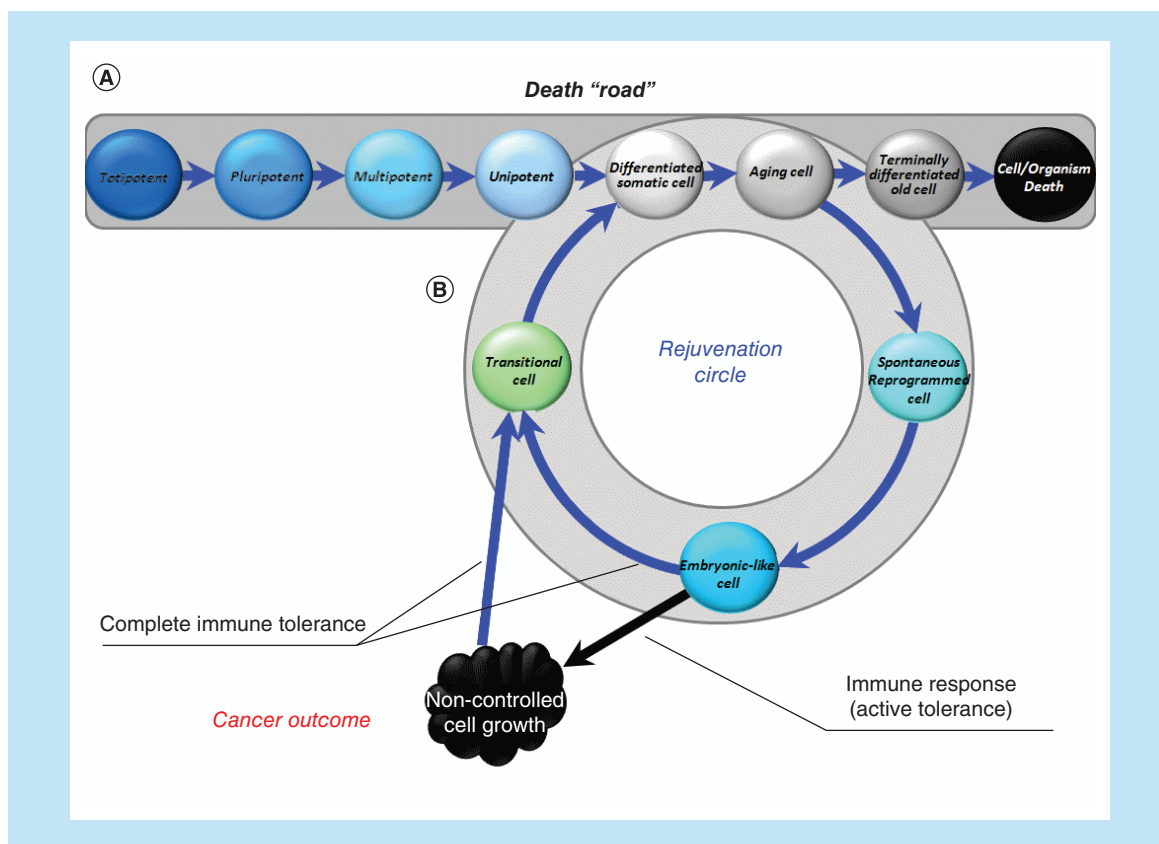 A
Death “road”
Totipotent
Pluripotent
Multipotent
Unipotent
Differentiated
somatic cell
Aging cell
Terminally
differentiated
old cell
Cell/Organism
Death
B
Rejuvenation
circle
Transitional
cell
Spontaneous
Reprogrammed
cell
Embryonic-like
cell
Complete immune tolerance
Non-controlled
cell growth
Cancer outcome
Immune response
(active tolerance)